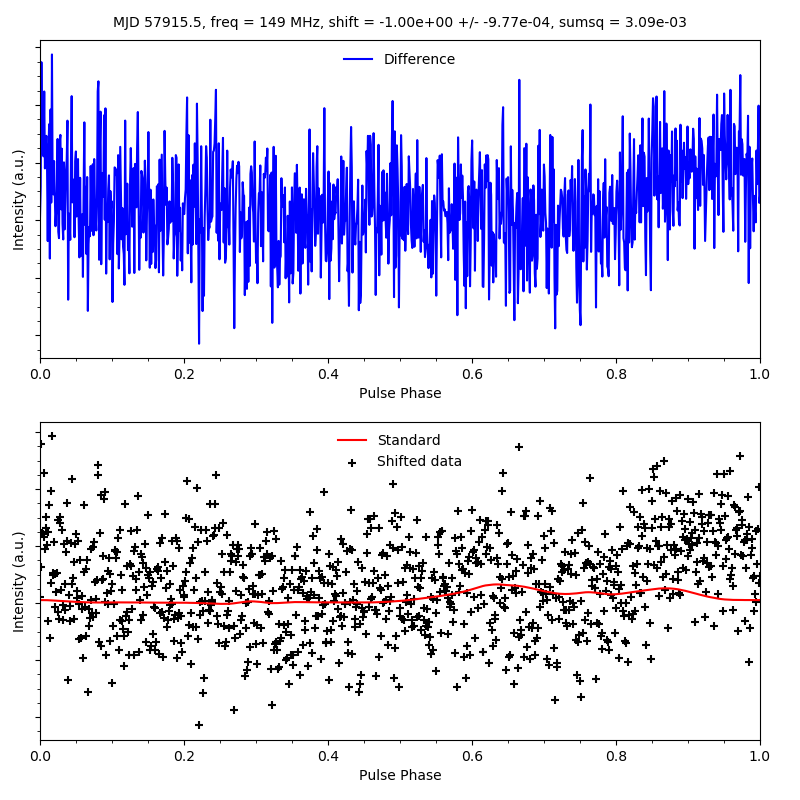 MJD 57915.5, freq = 149 MHz, shift = -1.00e+00 +/- -9.77e-04, sumsq = 3.09e-03
Difference
Intensity (a.u.)
0.0 0.2 0.4 0.6 0.8 1.0
Pulse Phase
Standard
Shifted data
Intensity (a.u.)
0.0 0.2 0.4 0.6 0.8 1.0
Pulse Phase